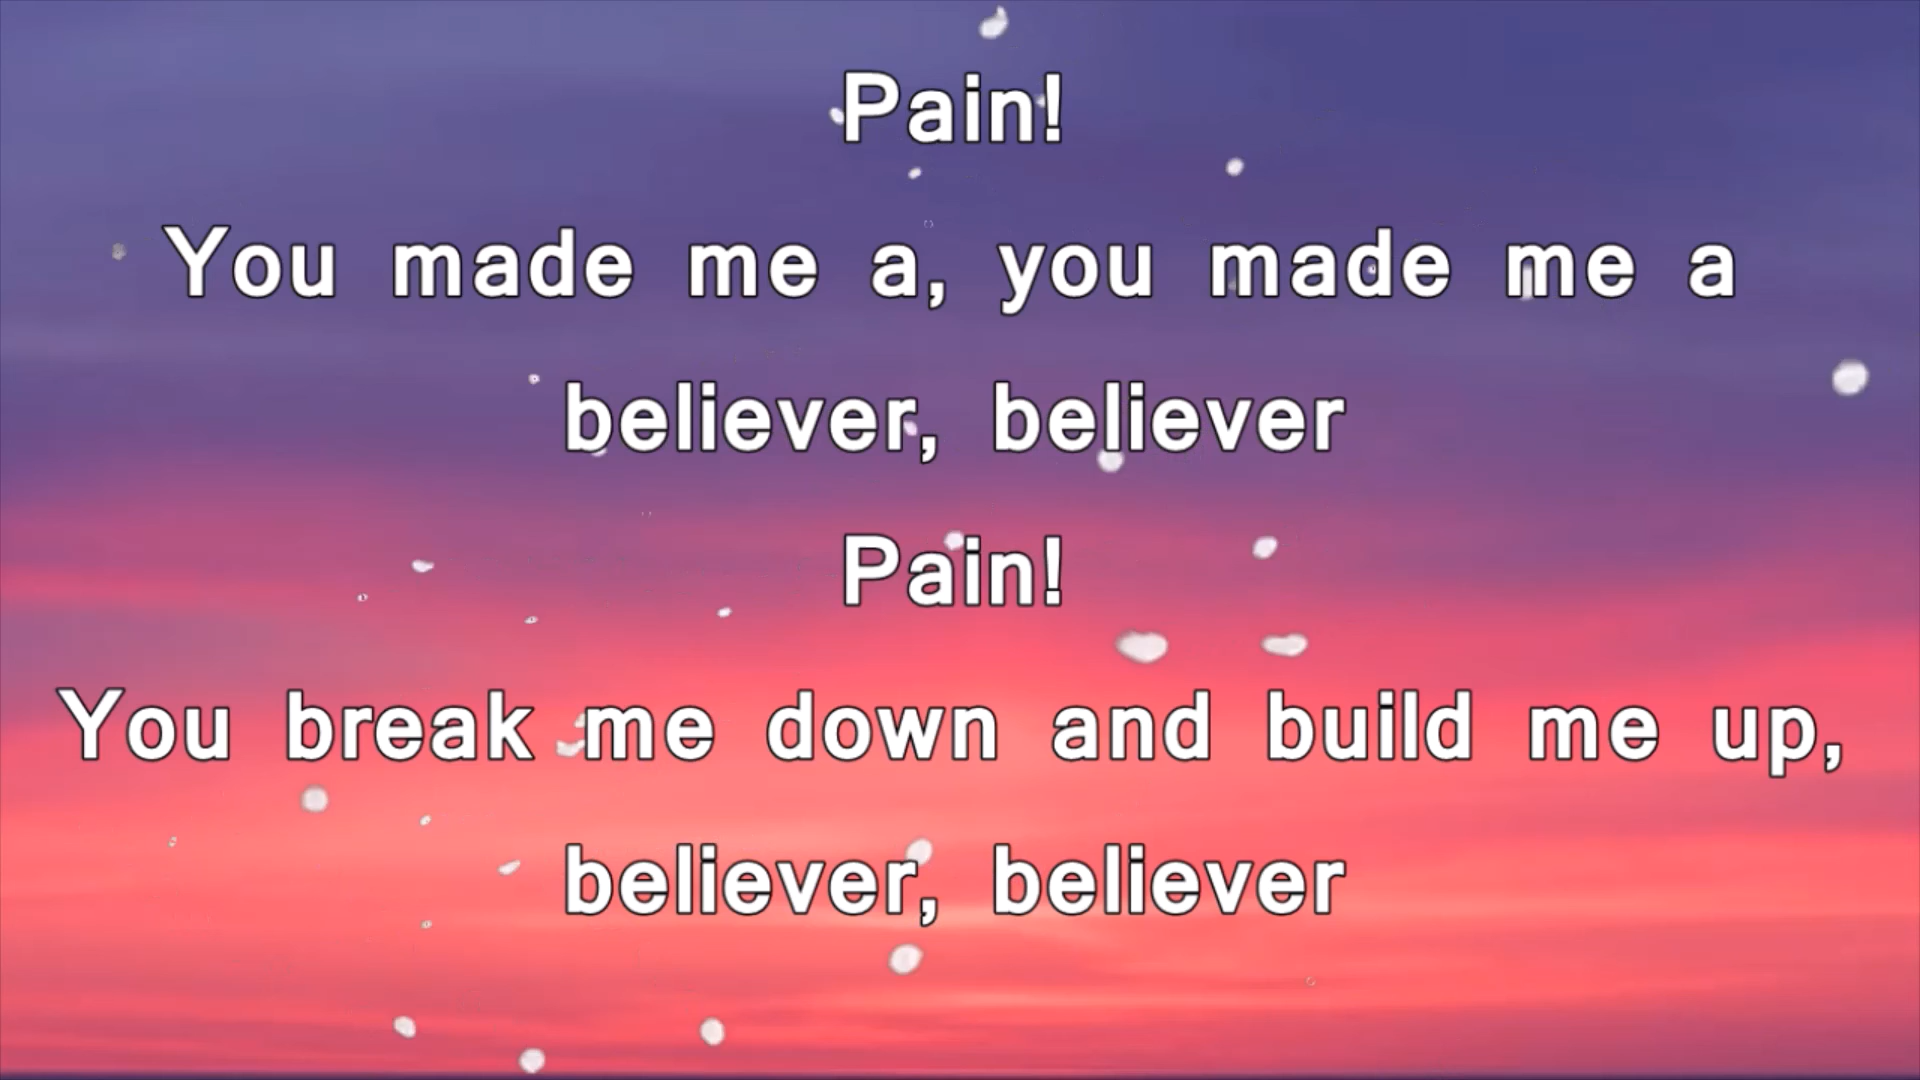 Pain!
You made me a, you made me a
believer, believer
Pain!
You break me down and build me up,
believer, believer